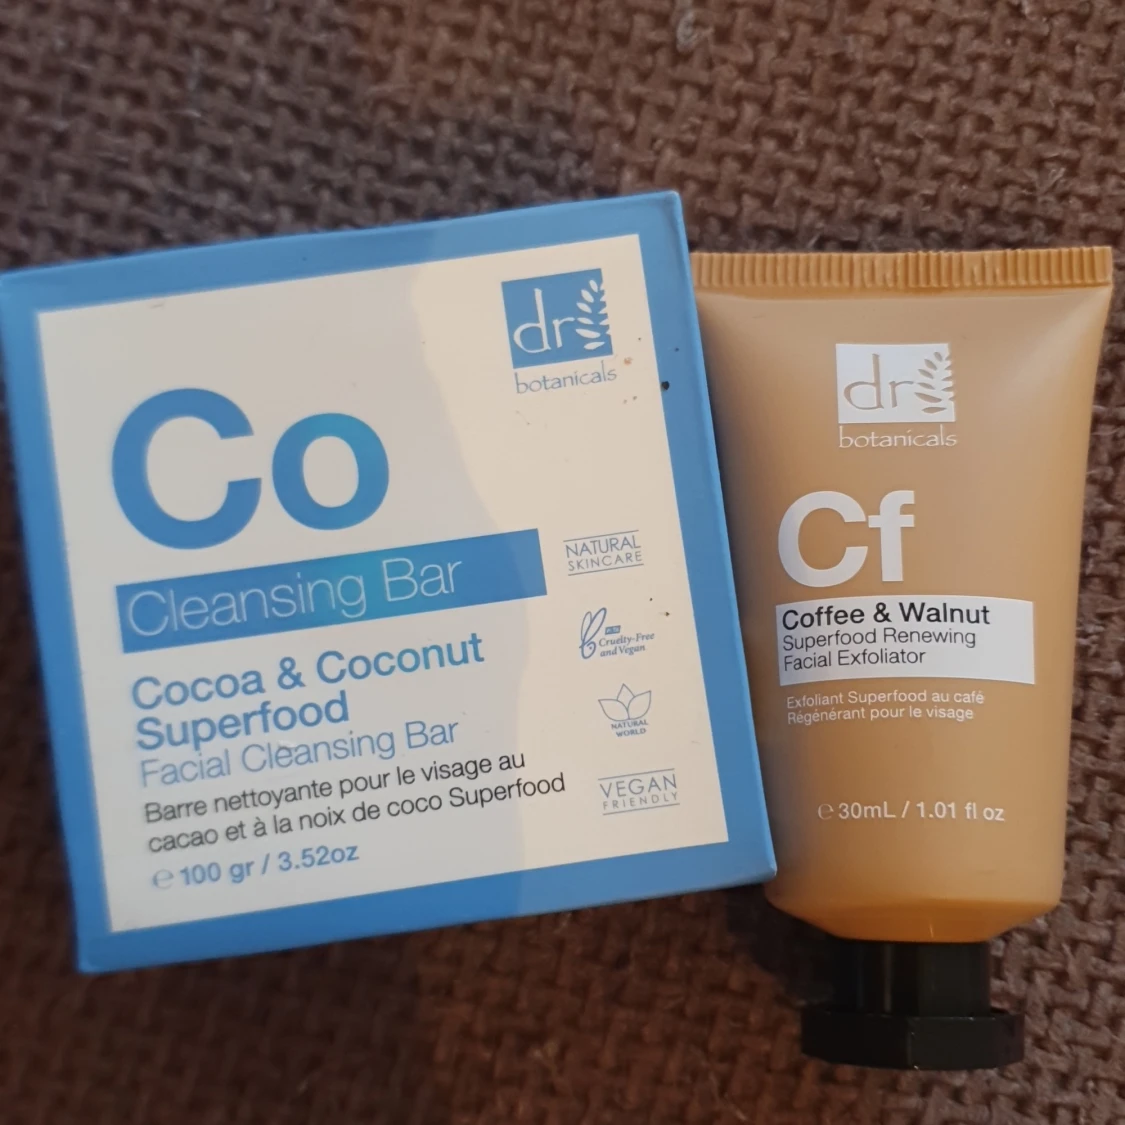 dr
botanicals
Co
Cleansing Bar
Cocoa & Coconut
Superfood
Facial Cleansing Bar
Barre nettoyante pour le visage au
cacao et à la noix de coco Superfood
℮ 100 gr / 3.52oz
NATURAL
SKINCARE
Cruelty-Free
and Vegan
NATURAL
WORLD
VEGAN
FRIENDLY
dr
botanicals
Cf
Coffee & Walnut
Superfood Renewing
Facial Exfoliator
Exfoliant Superfood au café
Régénérant pour le visage
℮ 30mL / 1.01 fl oz